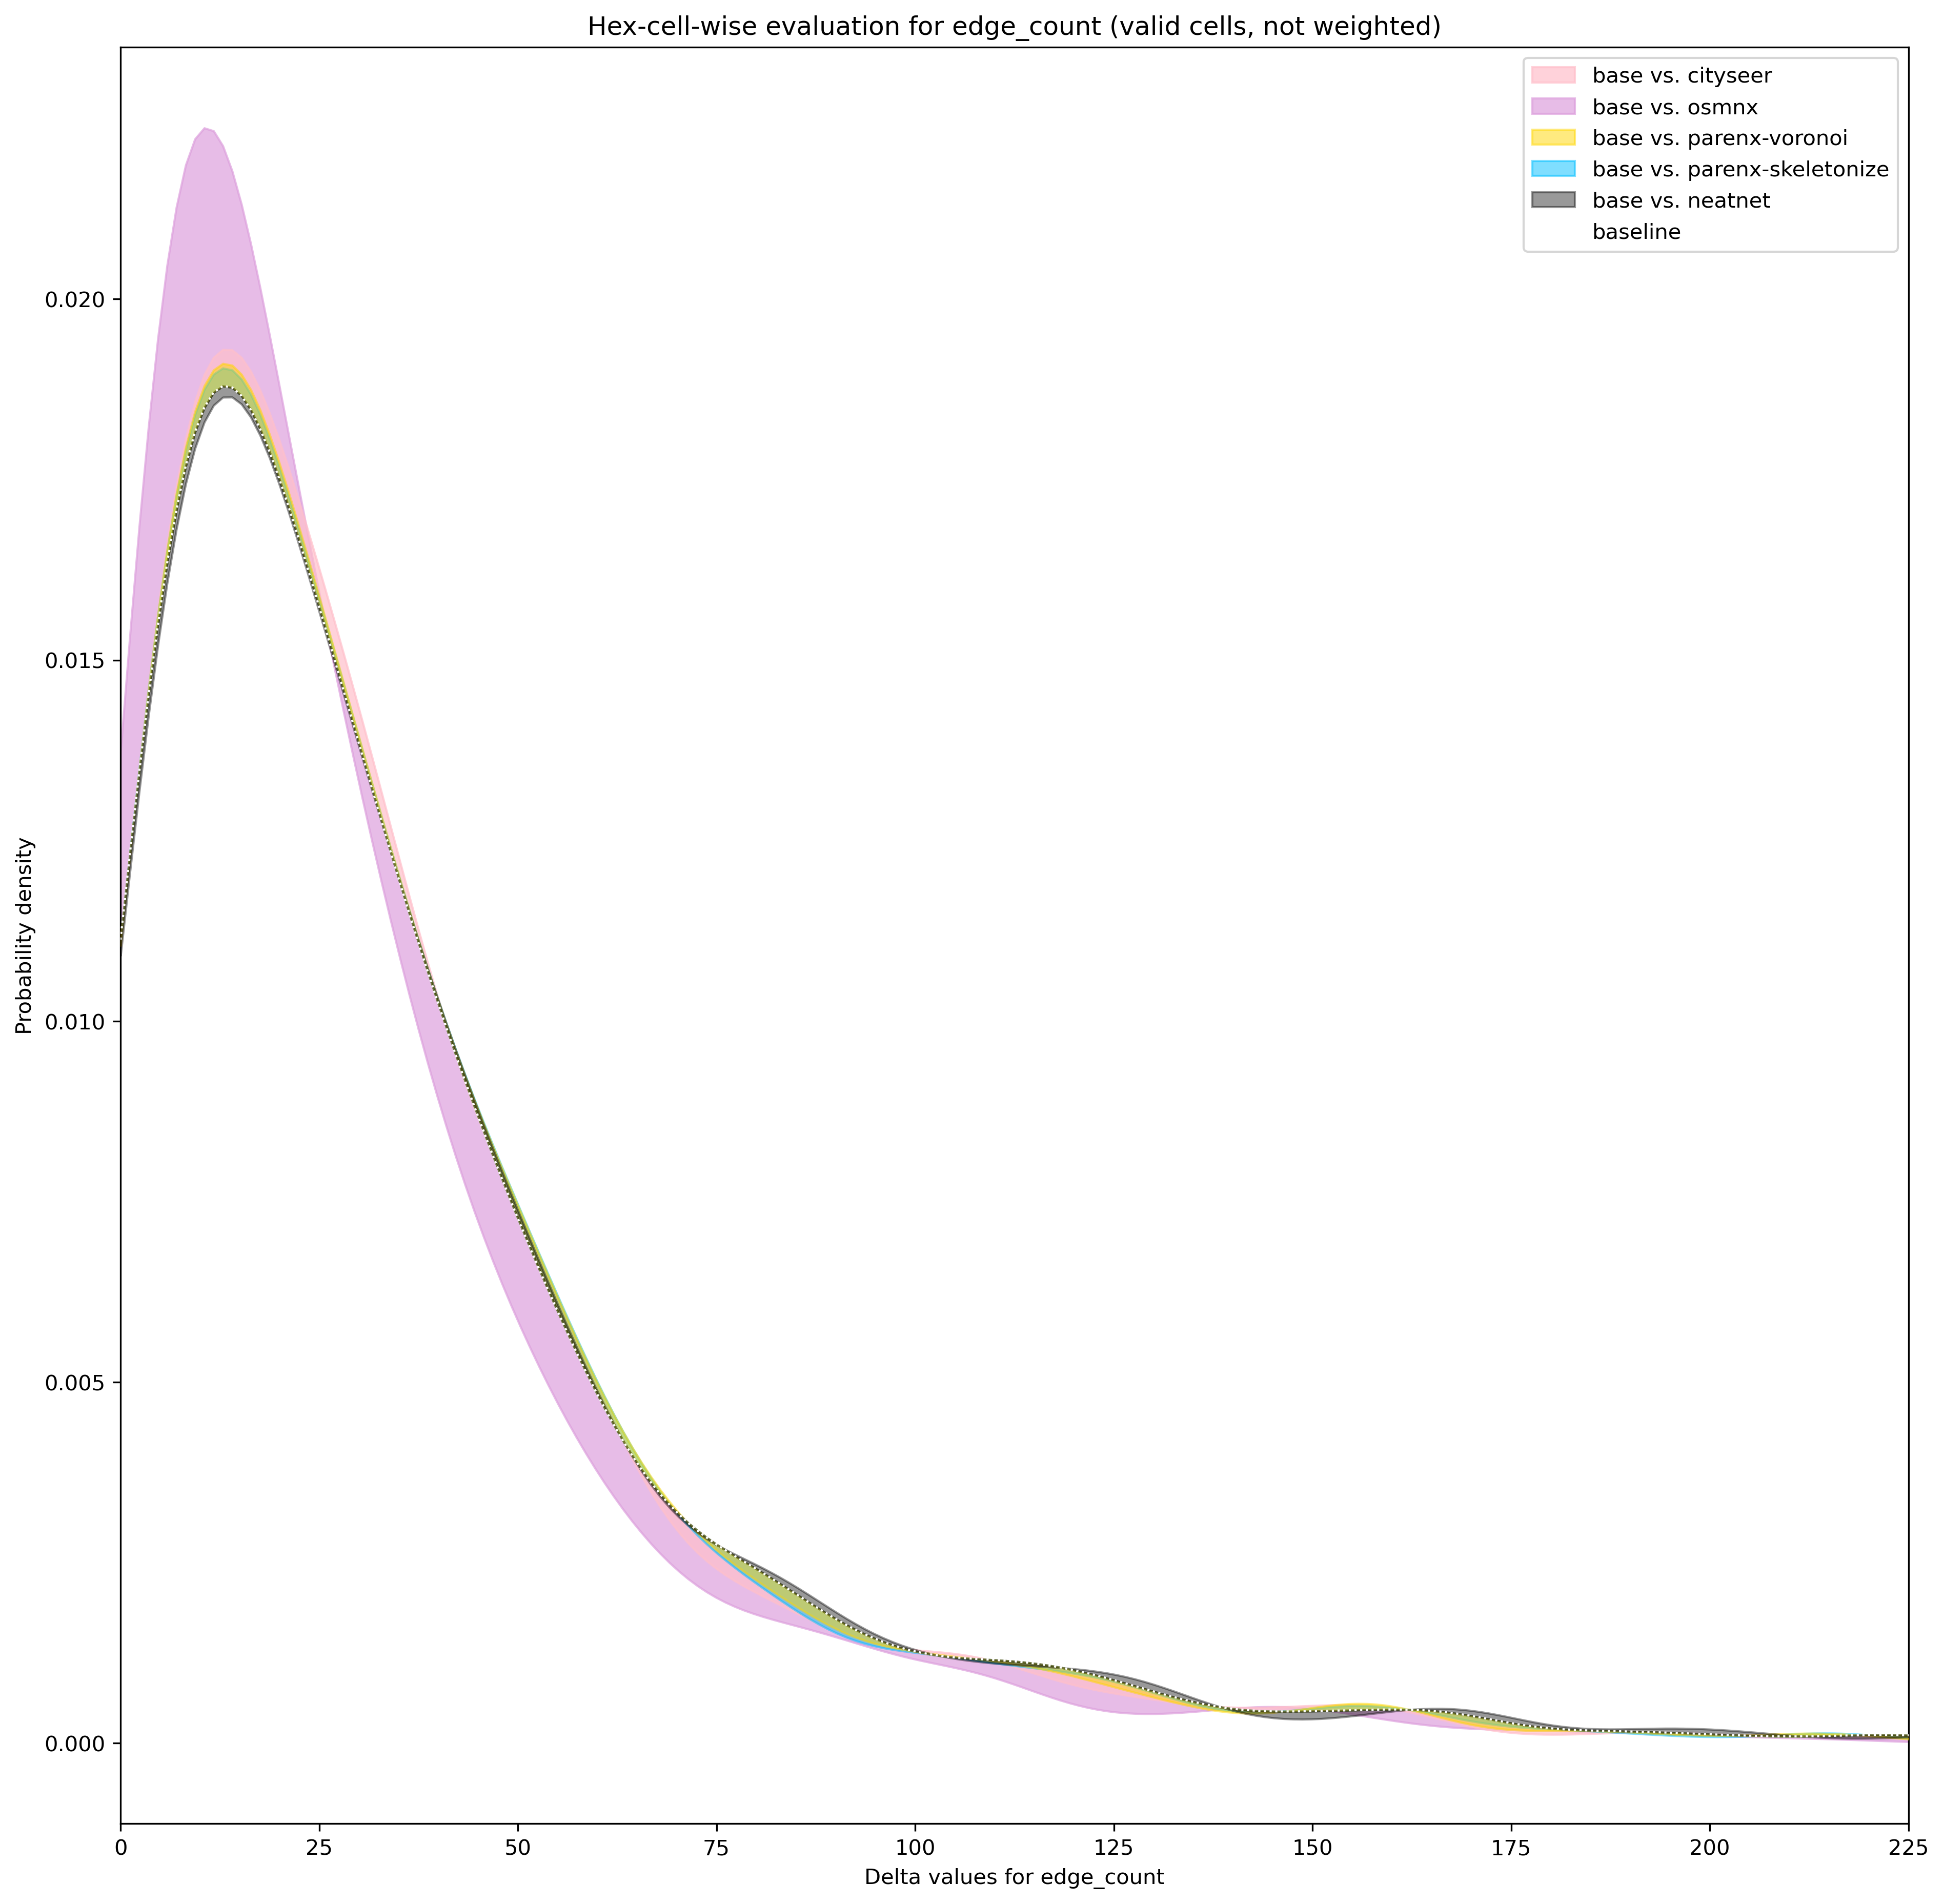 Hex-cell-wise evaluation for edge_count (valid cells, not weighted)
base vs. cityseer
base vs. osmnx
base vs. parenx-voronoi
base vs. parenx-skeletonize
base vs. neatnet
baseline
Probability density
0.020
0.015
0.010
0.005
0.000
0 25 50 75 100 125 150 175 200 225
Delta values for edge_count